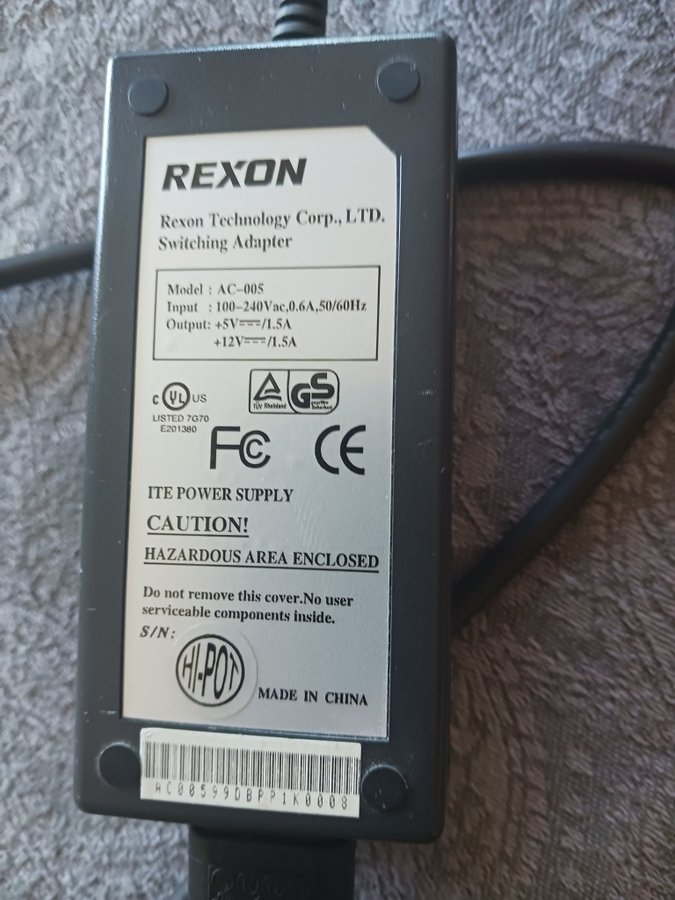 REXON
Rexon Technology Corp., LTD.
Switching Adapter
Model : AC-005
Input : 100-240Vac,0.6A,50/60Hz
Output: +5V⎓/1.5A
+12V⎓/1.5A
C UL US
LISTED 7G70
E201380
TÜV Rheinland
GS
FC
CE
ITE POWER SUPPLY
CAUTION!
HAZARDOUS AREA ENCLOSED
Do not remove this cover.No user
serviceable components inside.
S/N:
HI-POT
MADE IN CHINA
AC00599DBPP1K0008